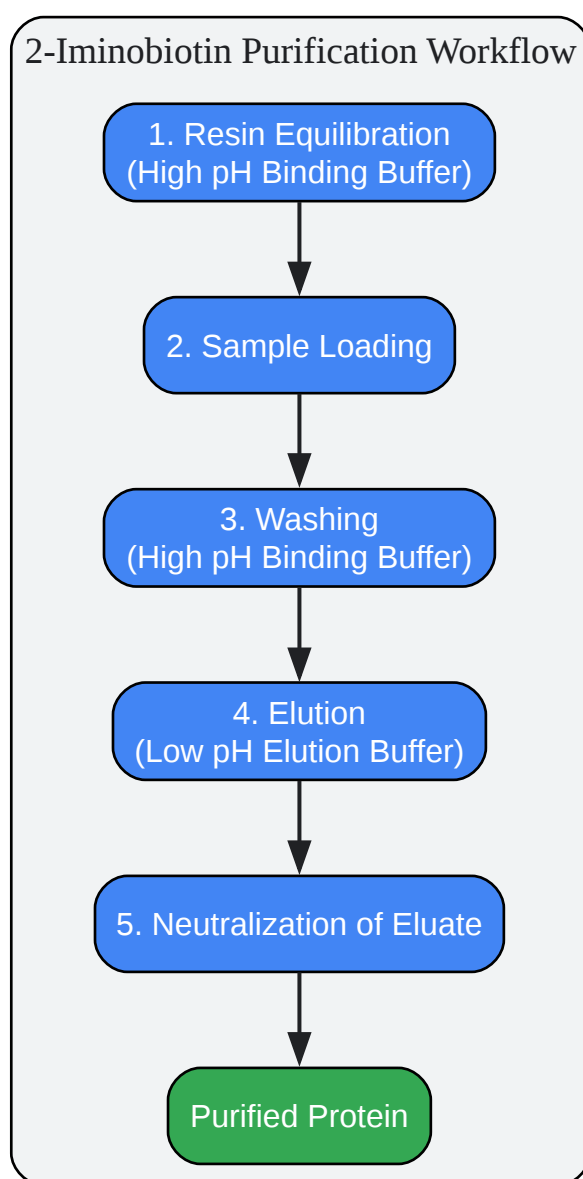 2-Iminobiotin Purification Workflow
1. Resin Equilibration
(High pH Binding Buffer)
2. Sample Loading
3. Washing
(High pH Binding Buffer)
4. Elution
(Low pH Elution Buffer)
5. Neutralization of Eluate
Purified Protein